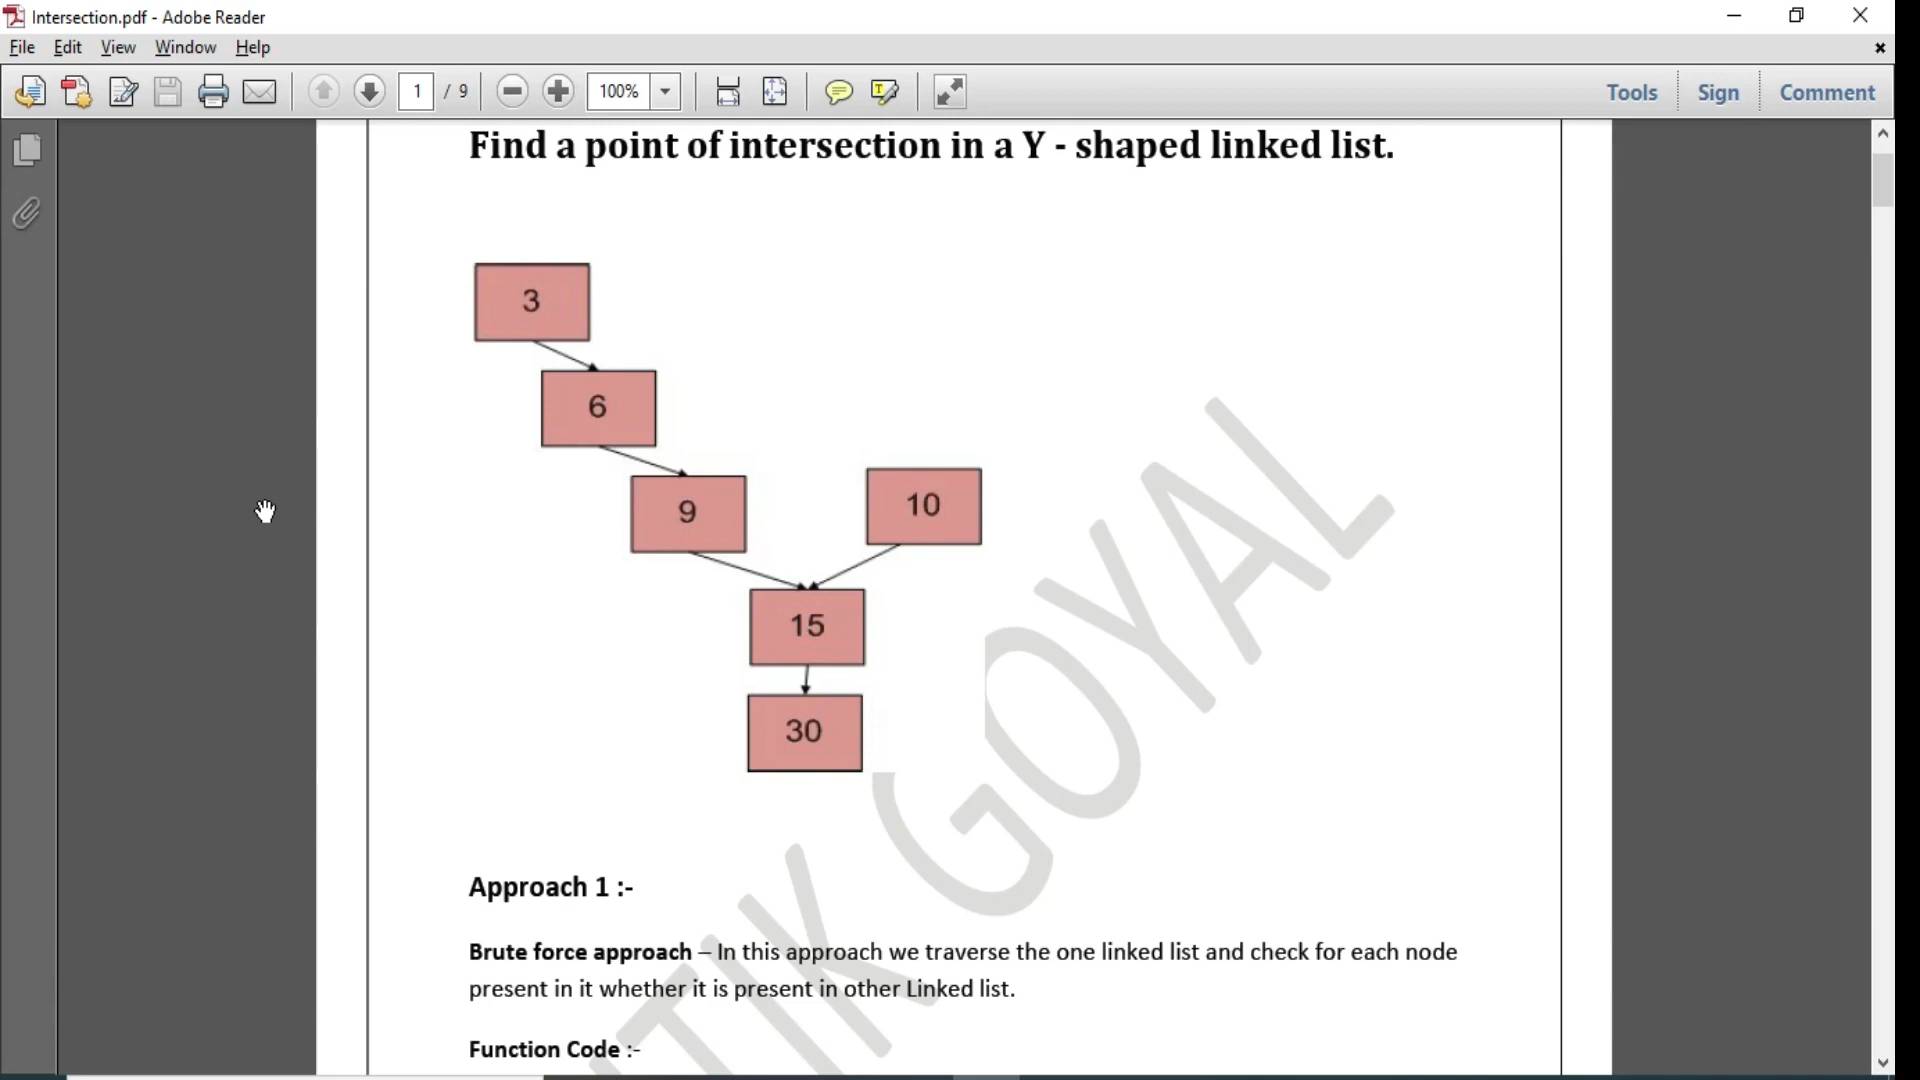 Intersection.pdf - Adobe Reader
File Edit View Window Help
1 / 9 100% Tools Sign Comment
Find a point of intersection in a Y - shaped linked list.
3
6
9
10
15
30
GOYAL
Approach 1 :-
Brute force approach – In this approach we traverse the one linked list and check for each node
present in it whether it is present in other Linked list.
Function Code :-